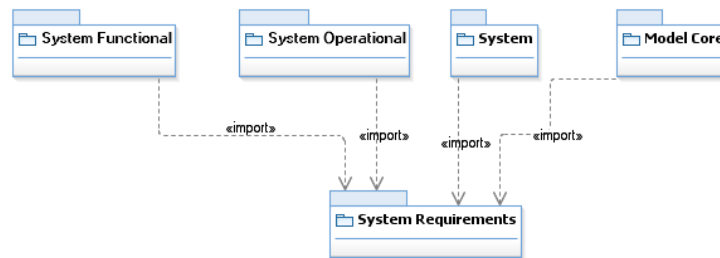 System Functional
System Operational
System
Model Core
«import»
«import»
«import»
«import»
System Requirements